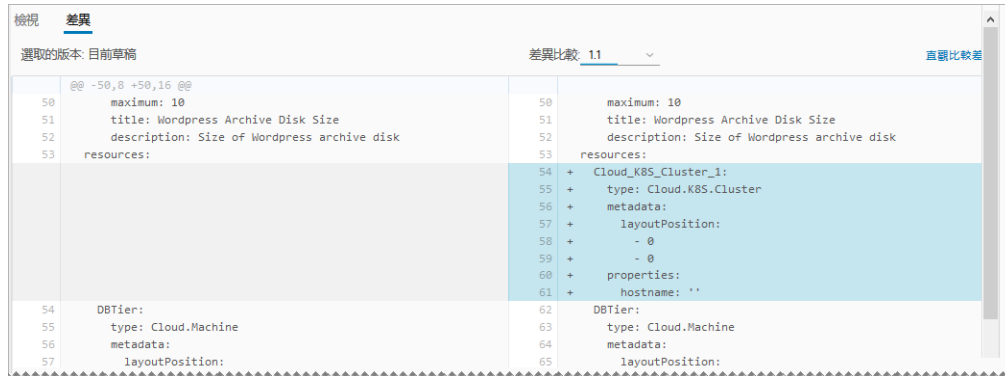 檢視 差異
選取的版本: 目前草稿 差異比較: 1.1 直觀比較差
@@ -50,8 +50,16 @@
50 maximum: 10 50 maximum: 10
51 title: Wordpress Archive Disk Size 51 title: Wordpress Archive Disk Size
52 description: Size of Wordpress archive disk 52 description: Size of Wordpress archive disk
53 resources: 53 resources:
54 + Cloud_K8S_Cluster_1:
55 + type: Cloud.K8S.Cluster
56 + metadata:
57 + layoutPosition:
58 + - 0
59 + - 0
60 + properties:
61 + hostname: ''
54 DBTier: 62 DBTier:
55 type: Cloud.Machine 63 type: Cloud.Machine
56 metadata: 64 metadata:
57 layoutPosition: 65 layoutPosition: